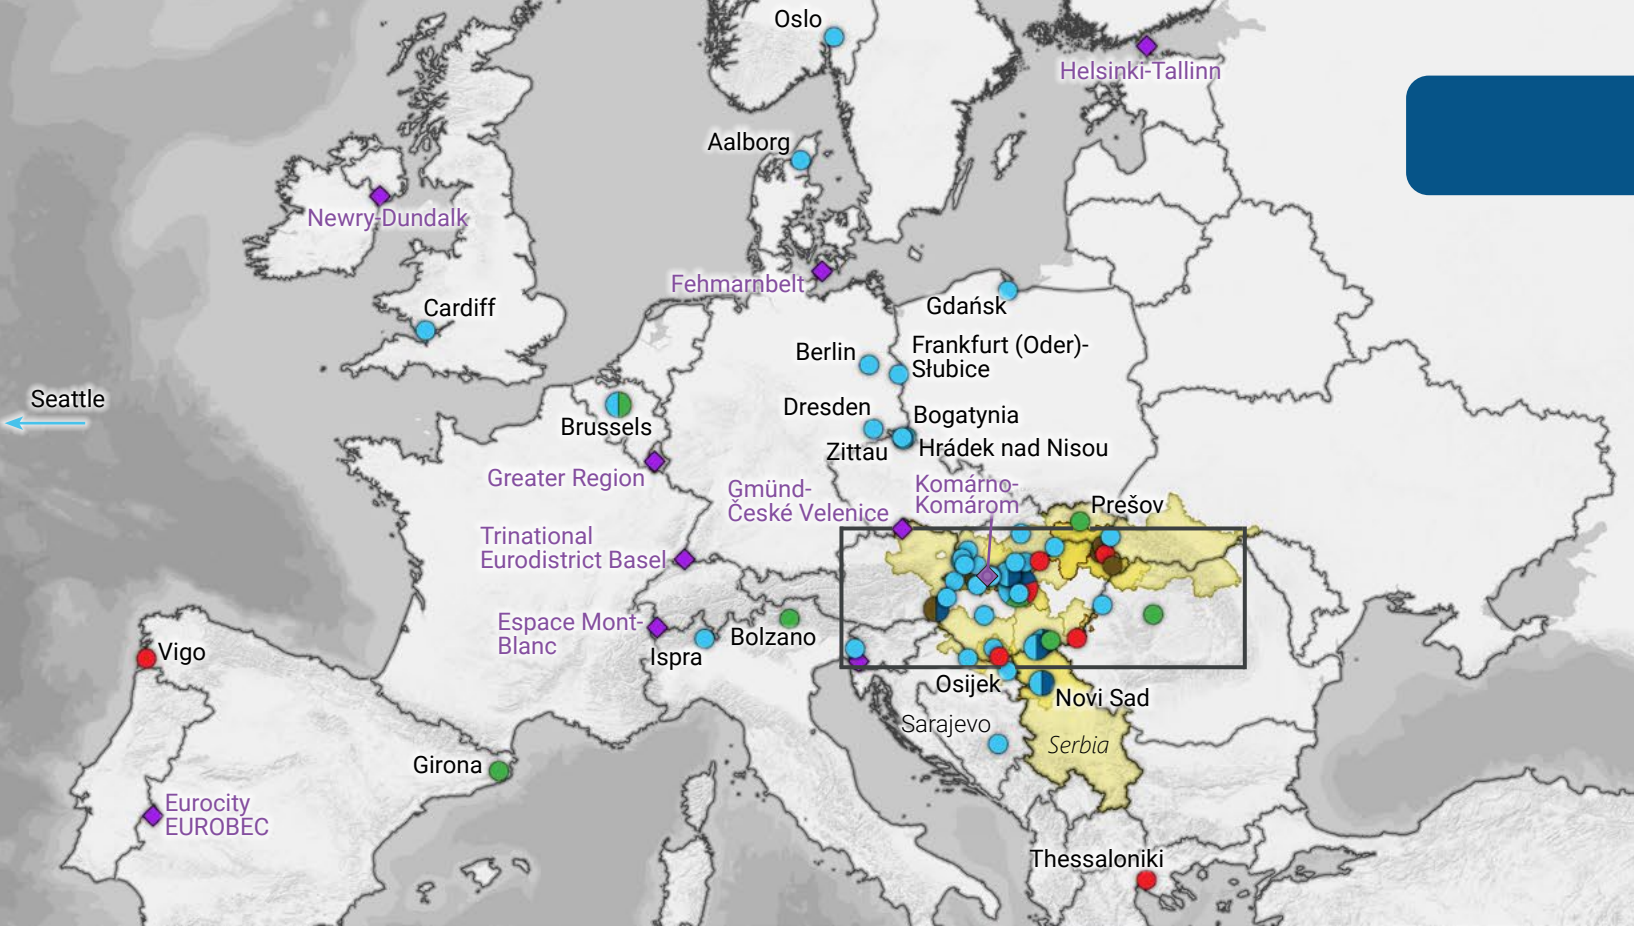 Oslo
Helsinki-Tallinn
Aalborg
Newry-Dundalk
Fehmarnbelt
Gdańsk
Cardiff
Berlin
Frankfurt (Oder)-
Słubice
Seattle
Dresden
Bogatynia
Brussels
Zittau
Hrádek nad Nisou
Greater Region
Gmünd-
České Velenice
Komárno-
Komárom
Prešov
Trinational
Eurodistrict Basel
Espace Mont-
Blanc
Ispra
Bolzano
Vigo
Osijek
Novi Sad
Sarajevo
Serbia
Girona
Eurocity
EUROBEC
Thessaloniki